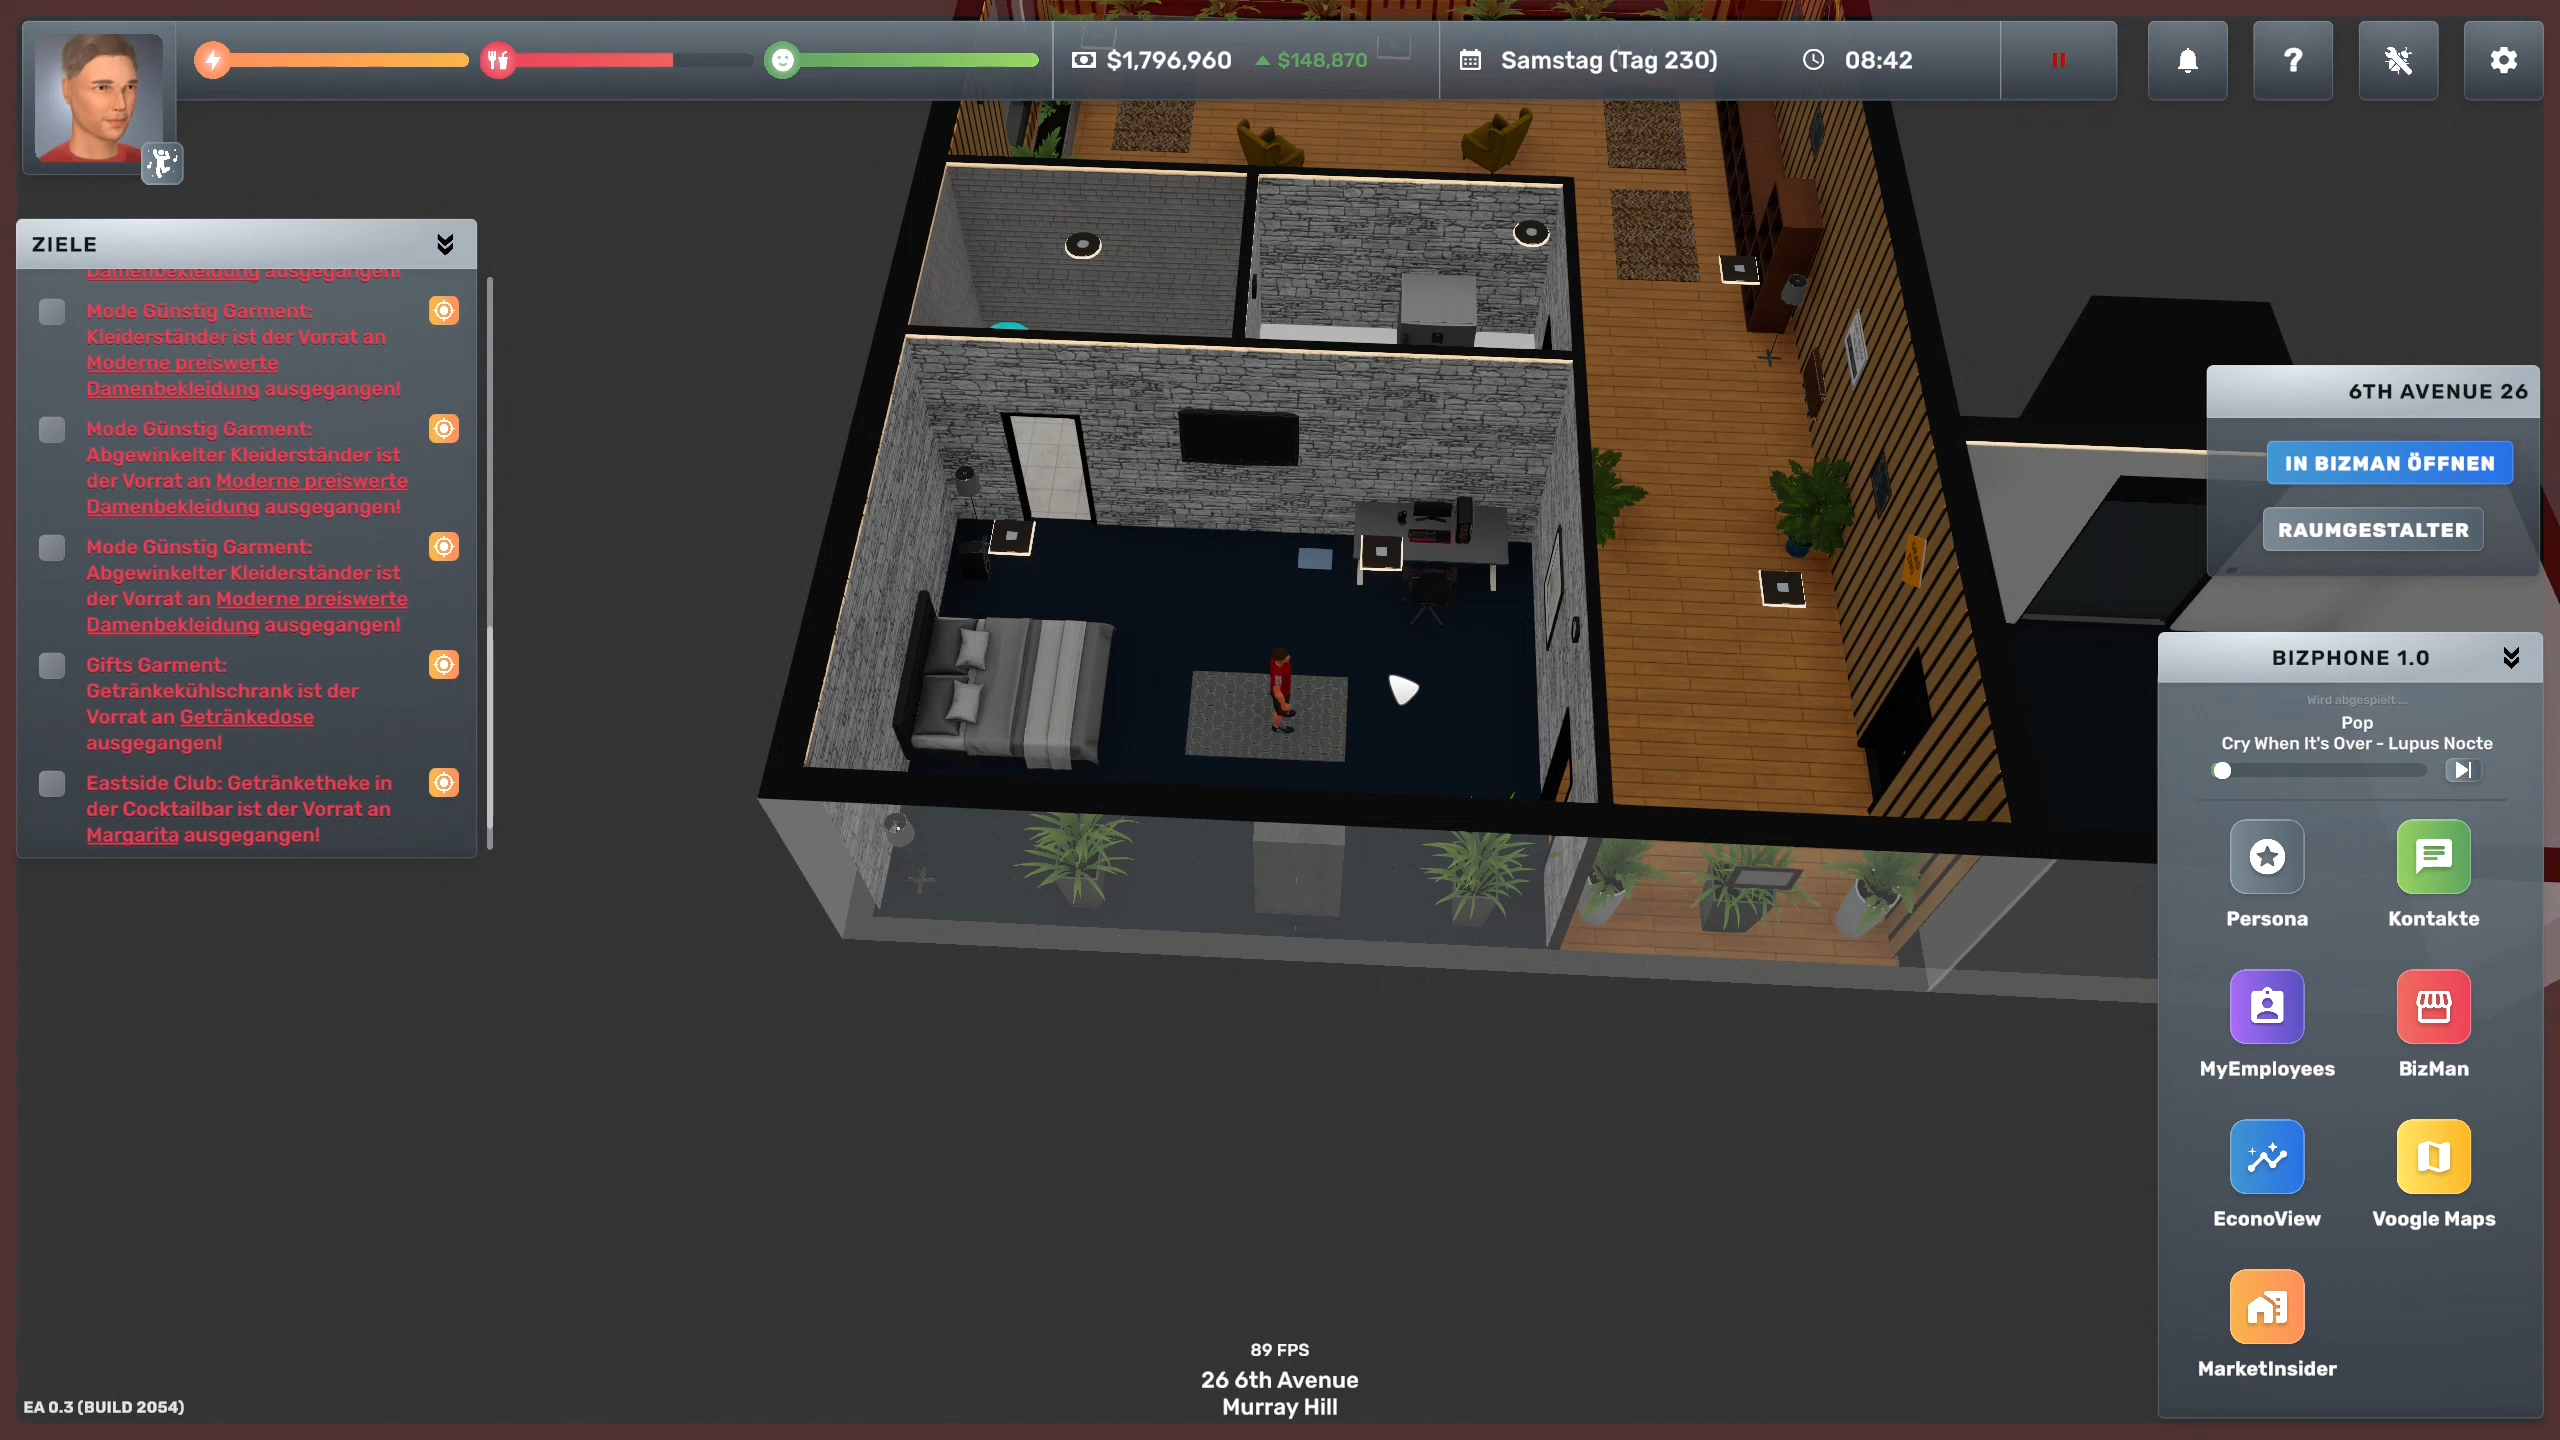 $1,796,960
$148,870
Samstag (Tag 230)
08:42
?
ZIELE
Damenbekleidung ausgegangen!
Mode Günstig Garment:
Kleiderständer ist der Vorrat an
Moderne preiswerte
Damenbekleidung ausgegangen!
Mode Günstig Garment:
Abgewinkelter Kleiderständer ist
der Vorrat an Moderne preiswerte
Damenbekleidung ausgegangen!
Mode Günstig Garment:
Abgewinkelter Kleiderständer ist
der Vorrat an Moderne preiswerte
Damenbekleidung ausgegangen!
Gifts Garment:
Getränkekühlschrank ist der
Vorrat an Getränkedose
ausgegangen!
Eastside Club: Getränketheke in
der Cocktailbar ist der Vorrat an
Margarita ausgegangen!
6TH AVENUE 26
IN BIZMAN ÖFFNEN
RAUMGESTALTER
BIZPHONE 1.0
Wird abgespielt ...
Pop
Cry When It's Over - Lupus Nocte
Persona
Kontakte
MyEmployees
BizMan
EconoView
Voogle Maps
MarketInsider
89 FPS
26 6th Avenue
Murray Hill
EA 0.3 (BUILD 2054)